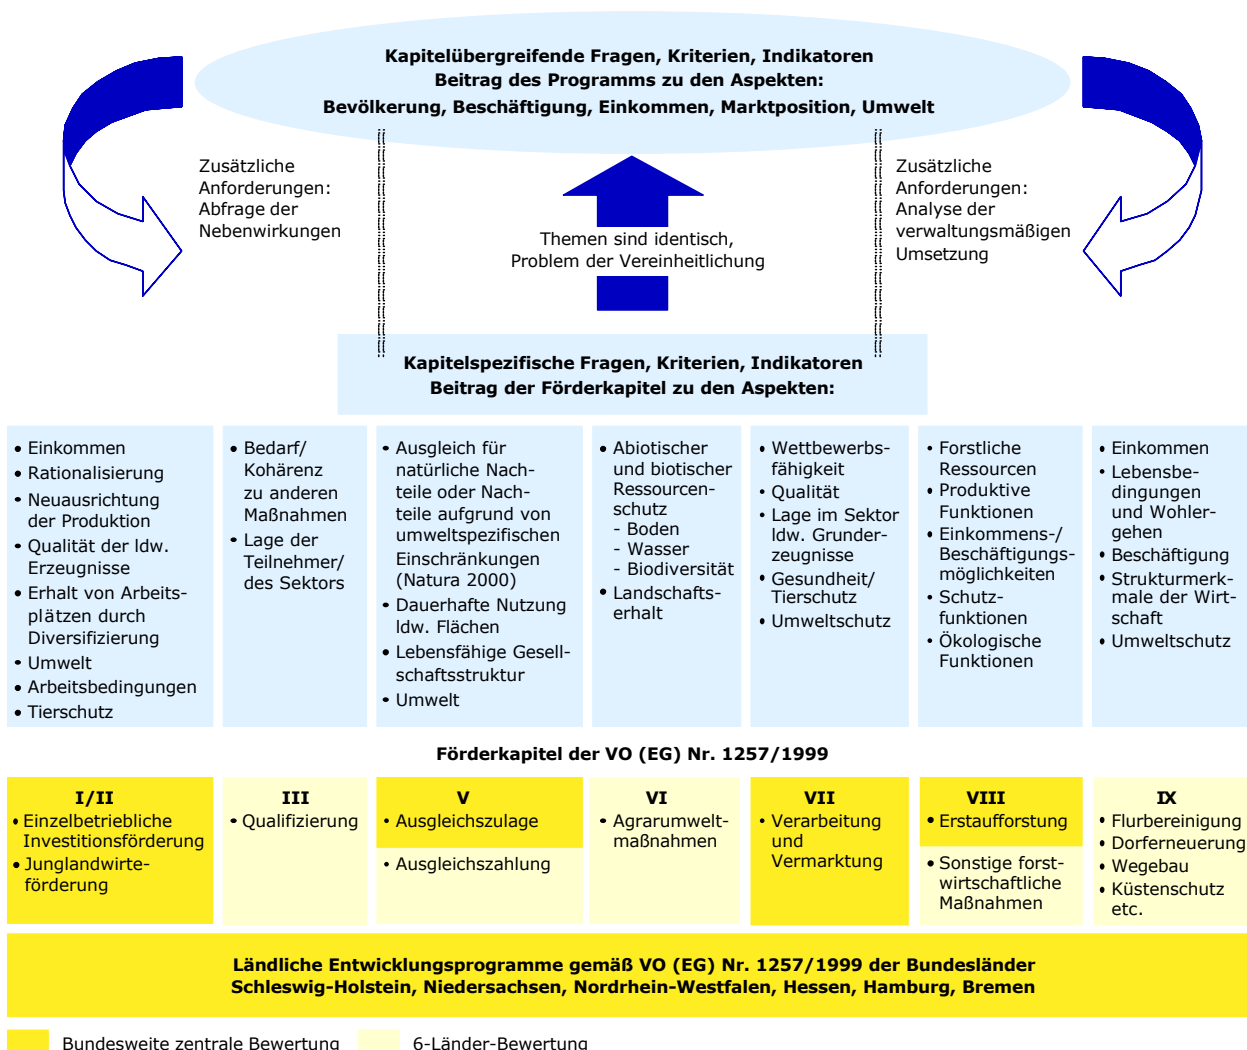 Kapitelübergreifende Fragen, Kriterien, Indikatoren
Beitrag des Programms zu den Aspekten:
Bevölkerung, Beschäftigung, Einkommen, Marktposition, Umwelt
Zusätzliche
Anforderungen:
Abfrage der
Nebenwirkungen
Themen sind identisch,
Problem der Vereinheitlichung
Zusätzliche
Anforderungen:
Analyse der
verwaltungsmäßigen
Umsetzung
Kapitelspezifische Fragen, Kriterien, Indikatoren
Beitrag der Förderkapitel zu den Aspekten:
• Einkommen
• Rationalisierung
• Neuausrichtung
der Produktion
• Qualität der ldw.
Erzeugnisse
• Erhalt von Arbeits-
plätzen durch
Diversifizierung
• Umwelt
• Arbeitsbedingungen
• Tierschutz
• Bedarf/
Kohärenz
zu anderen
Maßnahmen
• Lage der
Teilnehmer/
des Sektors
• Ausgleich für
natürliche Nach-
teile oder Nach-
teile aufgrund von
umweltspezifischen
Einschränkungen
(Natura 2000)
• Dauerhafte Nutzung
ldw. Flächen
• Lebensfähige Gesell-
schaftsstruktur
• Umwelt
• Abiotischer
und biotischer
Ressourcen-
schutz
- Boden
- Wasser
- Biodiversität
• Landschafts-
erhalt
• Wettbewerbs-
fähigkeit
• Qualität
• Lage im Sektor
ldw. Grunder-
zeugnisse
• Gesundheit/
Tierschutz
• Umweltschutz
• Forstliche
Ressourcen
• Produktive
Funktionen
• Einkommens-/
Beschäftigungs-
möglichkeiten
• Schutz-
funktionen
• Ökologische
Funktionen
• Einkommen
• Lebensbe-
dingungen
und Wohler-
gehen
• Beschäftigung
• Strukturmerk-
male der Wirt-
schaft
• Umweltschutz
Förderkapitel der VO (EG) Nr. 1257/1999
I/II
• Einzelbetriebliche
Investitionsförderung
• Junglandwirte-
förderung
III
• Qualifizierung
V
• Ausgleichszulage
• Ausgleichszahlung
VI
• Agrarumwelt-
maßnahmen
VII
• Verarbeitung
und
Vermarktung
VIII
• Erstaufforstung
• Sonstige forst-
wirtschaftliche
Maßnahmen
IX
• Flurbereinigung
• Dorferneuerung
• Wegebau
• Küstenschutz
etc.
Ländliche Entwicklungsprogramme gemäß VO (EG) Nr. 1257/1999 der Bundesländer
Schleswig-Holstein, Niedersachsen, Nordrhein-Westfalen, Hessen, Hamburg, Bremen
Bundesweite zentrale Bewertung
6-Länder-Bewertung